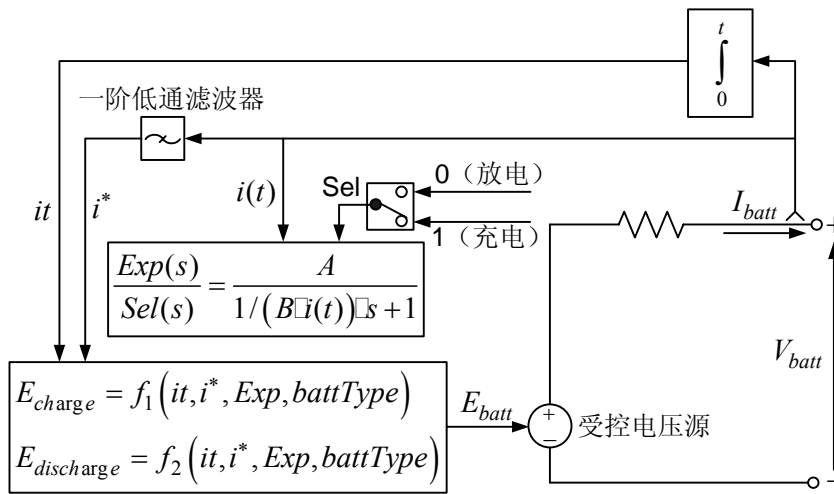 ∫₀ᵗ
一阶低通滤波器
it
i*
i(t)
Sel
0（放电）
1（充电）
I_batt
+
Exp(s)/Sel(s) = A/(1/(B□i(t))□s+1)
V_batt
E_charge = f₁(it, i*, Exp, battType)
E_discharge = f₂(it, i*, Exp, battType)
E_batt
+
−
受控电压源
−